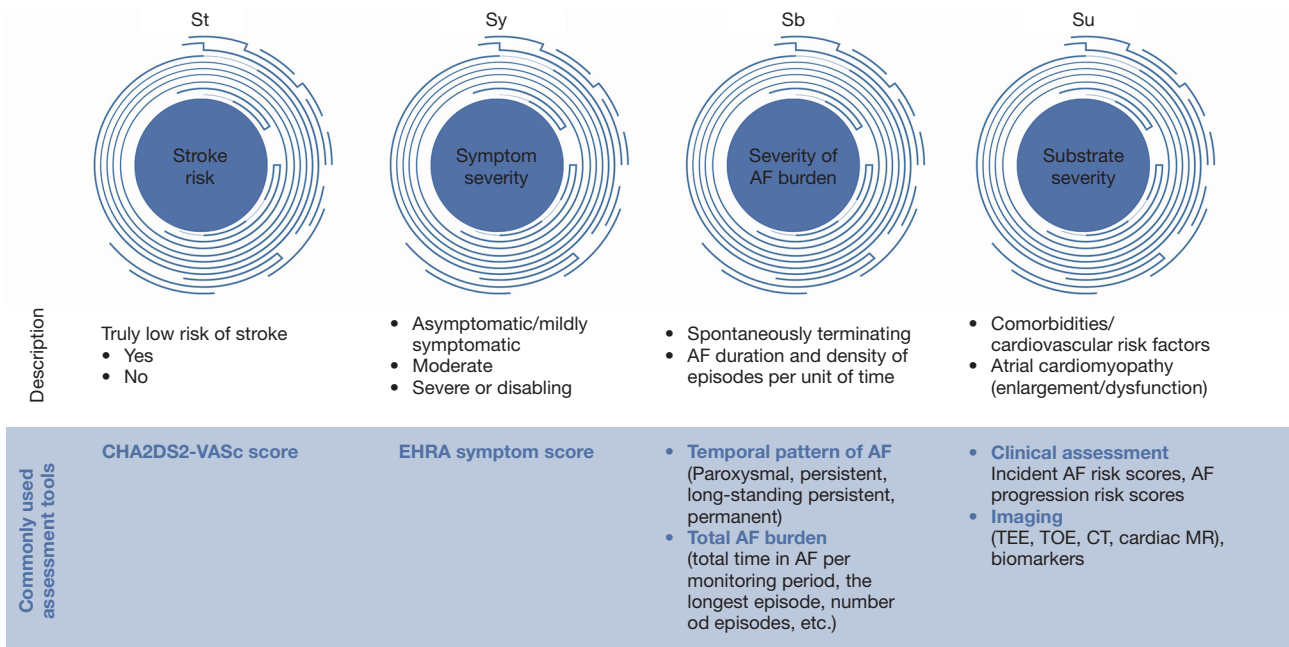 St
Sy
Sb
Su
Stroke
risk
Symptom
severity
Severity of
AF burden
Substrate
severity
Description
Truly low risk of stroke
• Yes
• No
• Asymptomatic/mildly
symptomatic
• Moderate
• Severe or disabling
• Spontaneously terminating
• AF duration and density of
episodes per unit of time
• Comorbidities/
cardiovascular risk factors
• Atrial cardiomyopathy
(enlargement/dysfunction)
Commonly used
assessment tools
CHA2DS2-VASc score
EHRA symptom score
• Temporal pattern of AF
(Paroxysmal, persistent,
long-standing persistent,
permanent)
• Total AF burden
(total time in AF per
monitoring period, the
longest episode, number
od episodes, etc.)
• Clinical assessment
Incident AF risk scores, AF
progression risk scores
• Imaging
(TEE, TOE, CT, cardiac MR),
biomarkers